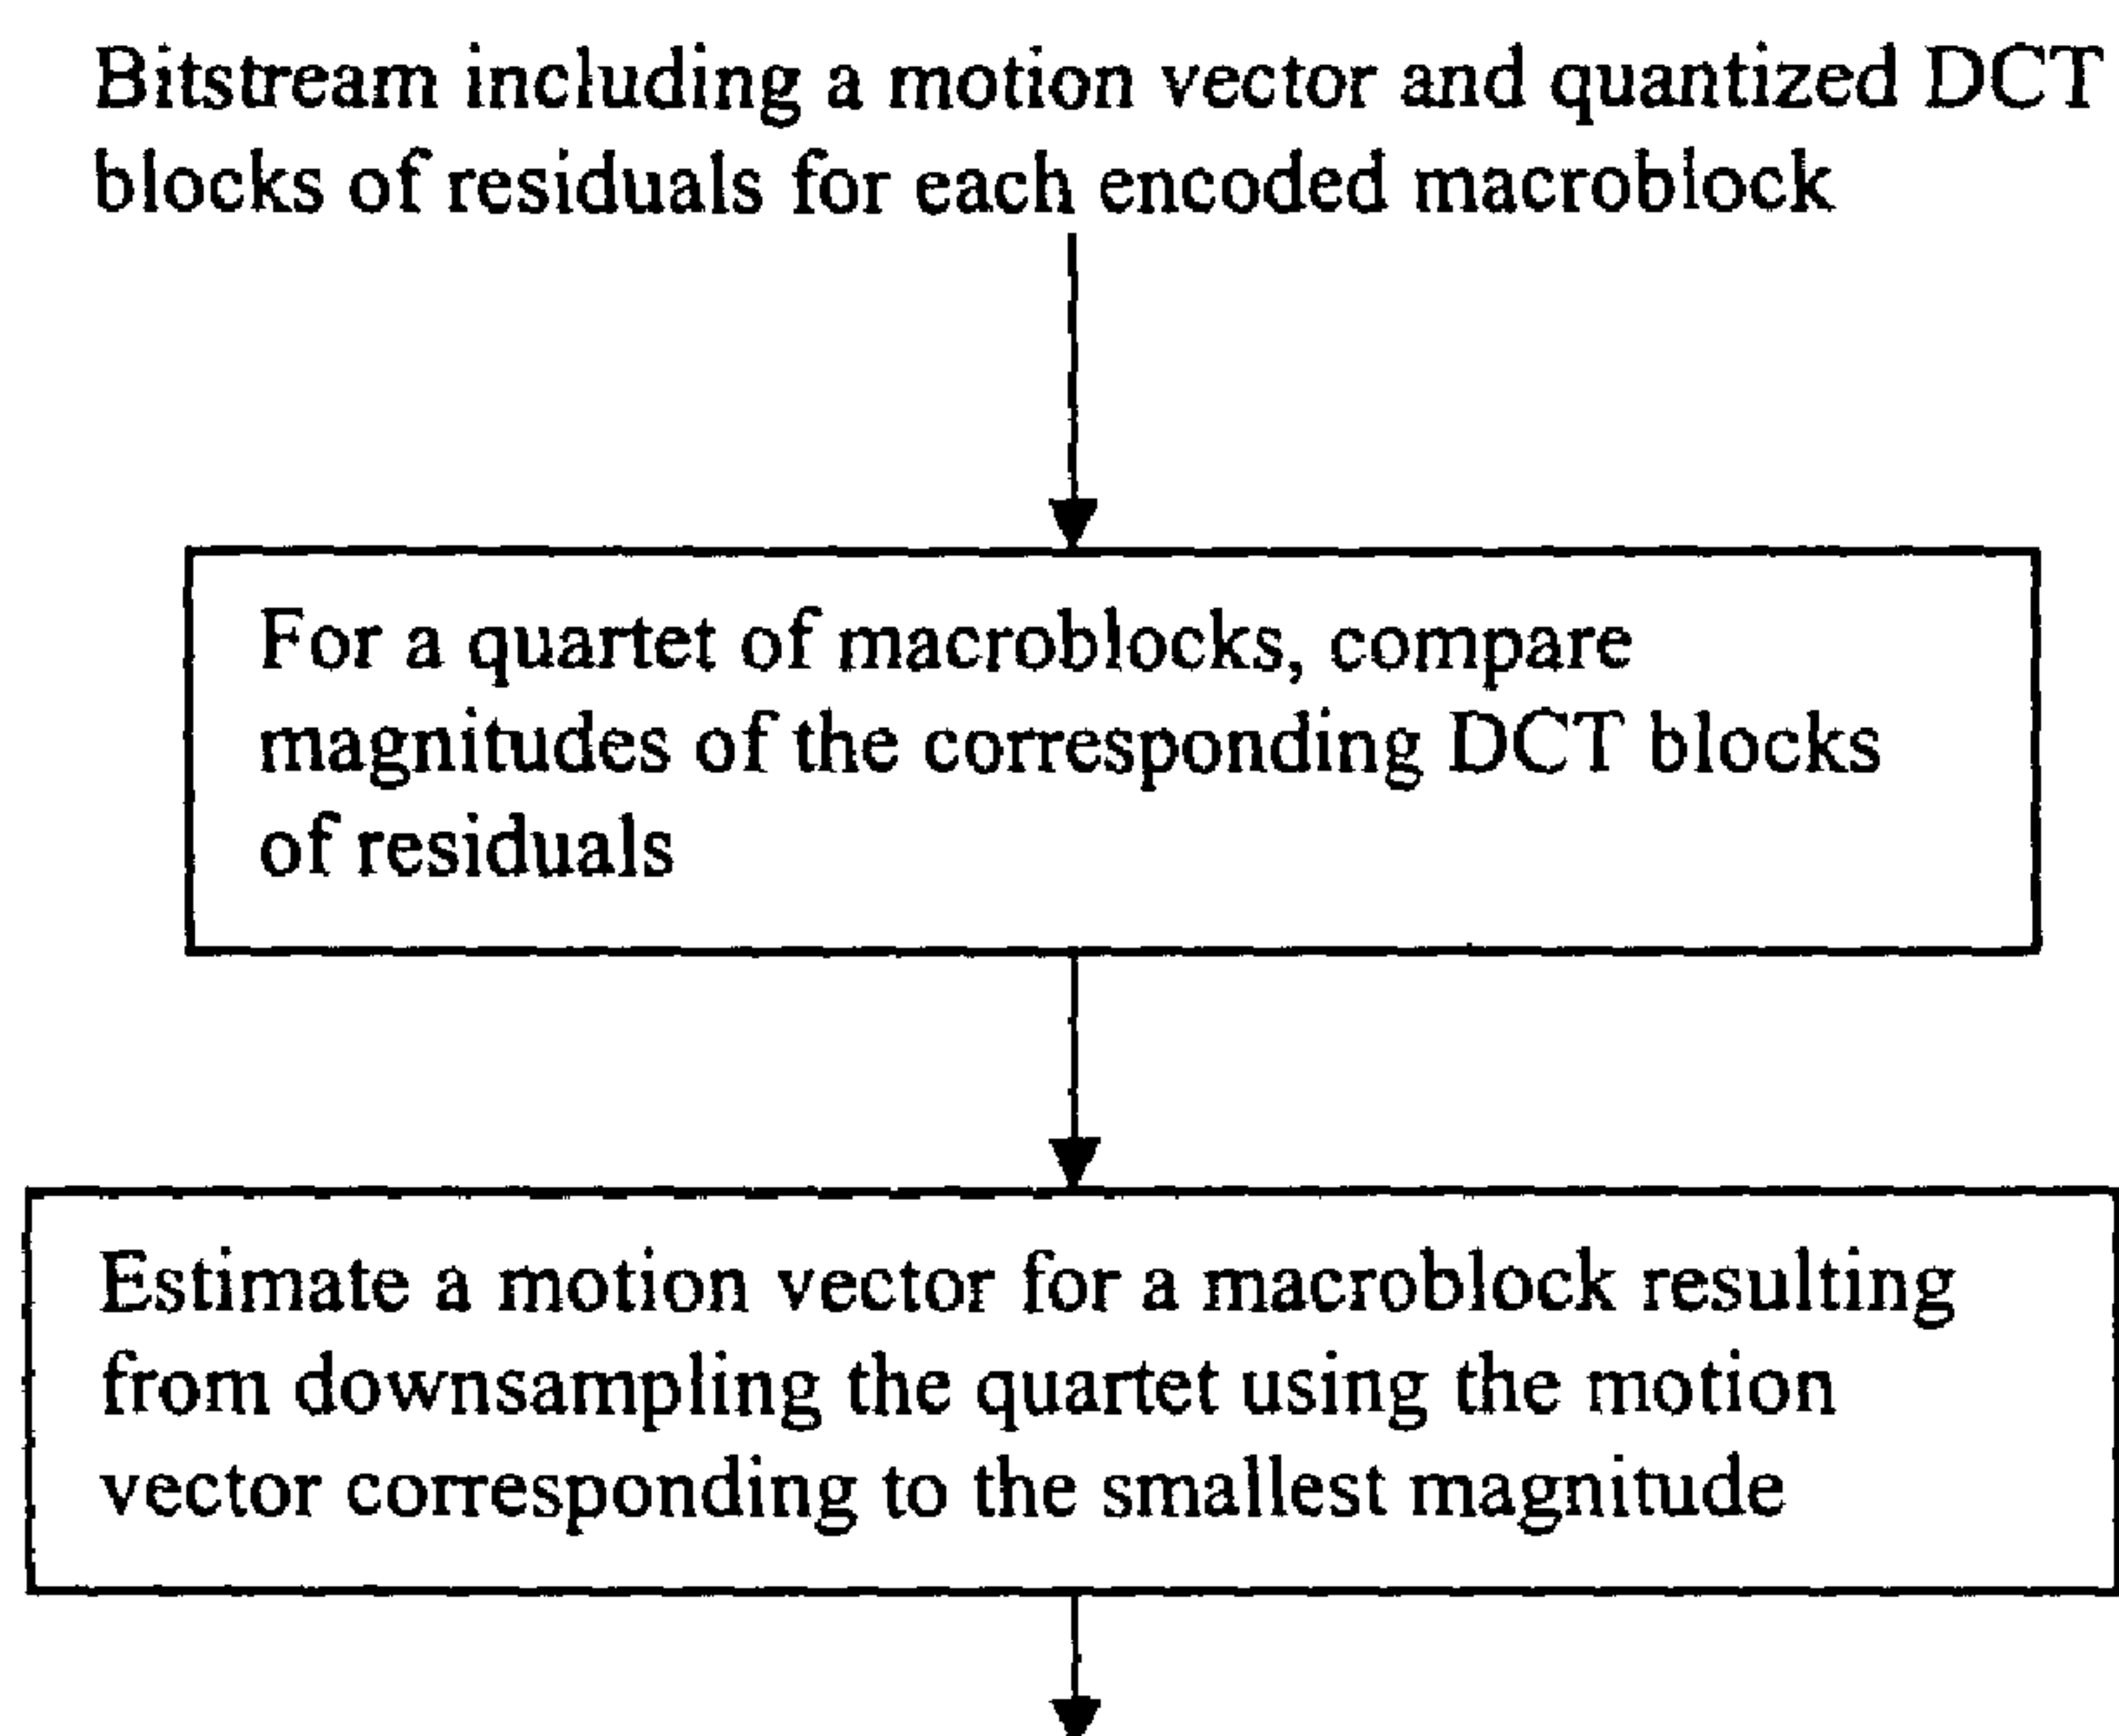 Bitstream including a motion vector and quantized DCT
blocks of residuals for each encoded macroblock
For a quartet of macroblocks, compare
magnitudes of the corresponding DCT blocks
of residuals
Estimate a motion vector for a macroblock resulting
from downsampling the quartet using the motion
vector corresponding to the smallest magnitude